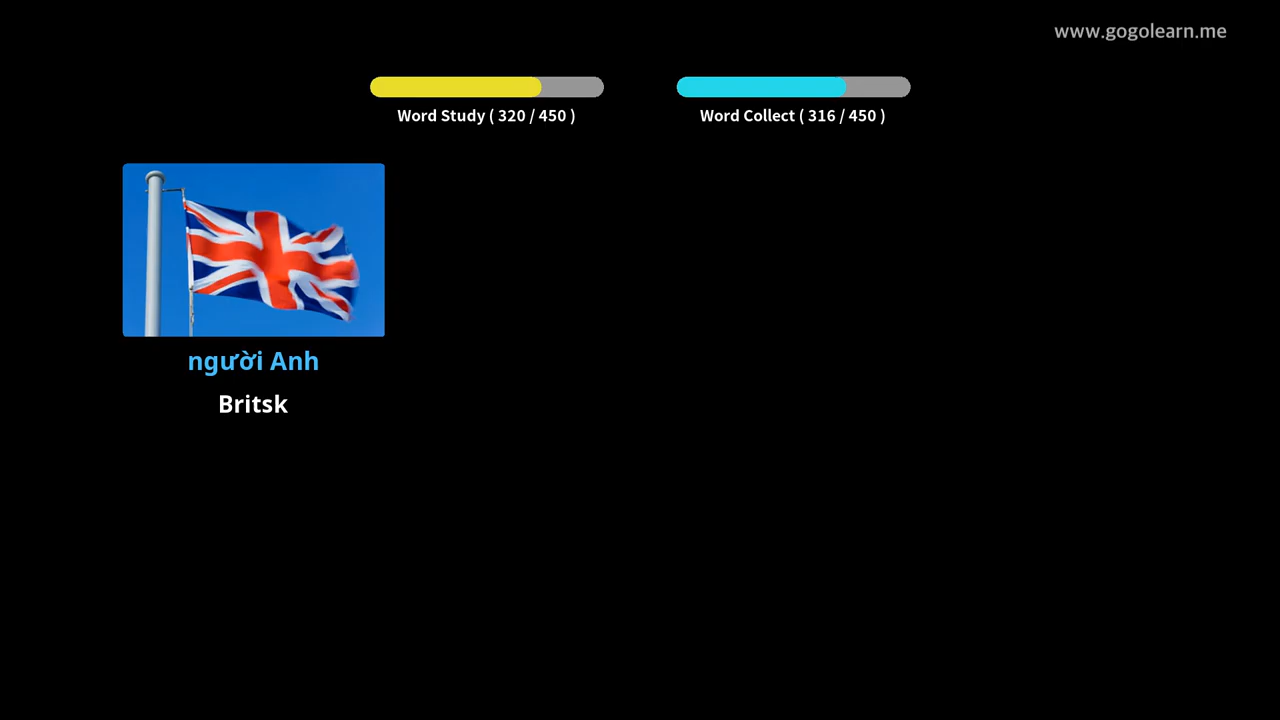 www.gogolearn.me
Word Study ( 320 / 450 )
Word Collect ( 316 / 450 )
người Anh
Britsk